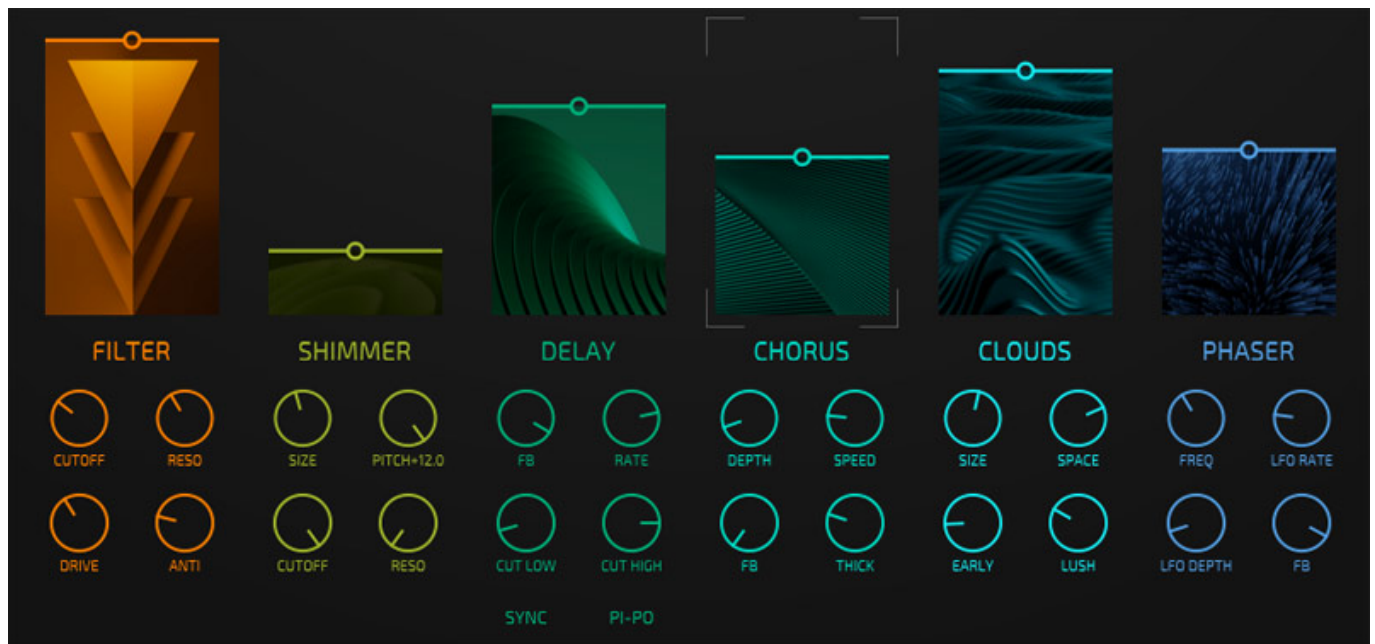 FILTER SHIMMER DELAY CHORUS CLOUDS PHASER
CUTOFF RESO SIZE PITCH+12.0 FB RATE DEPTH SPEED SIZE SPACE FREQ LFO RATE
DRIVE ANTI CUTOFF RESO CUT LOW CUT HIGH FB THICK EARLY LUSH LFO DEPTH FB
SYNC PI-PO